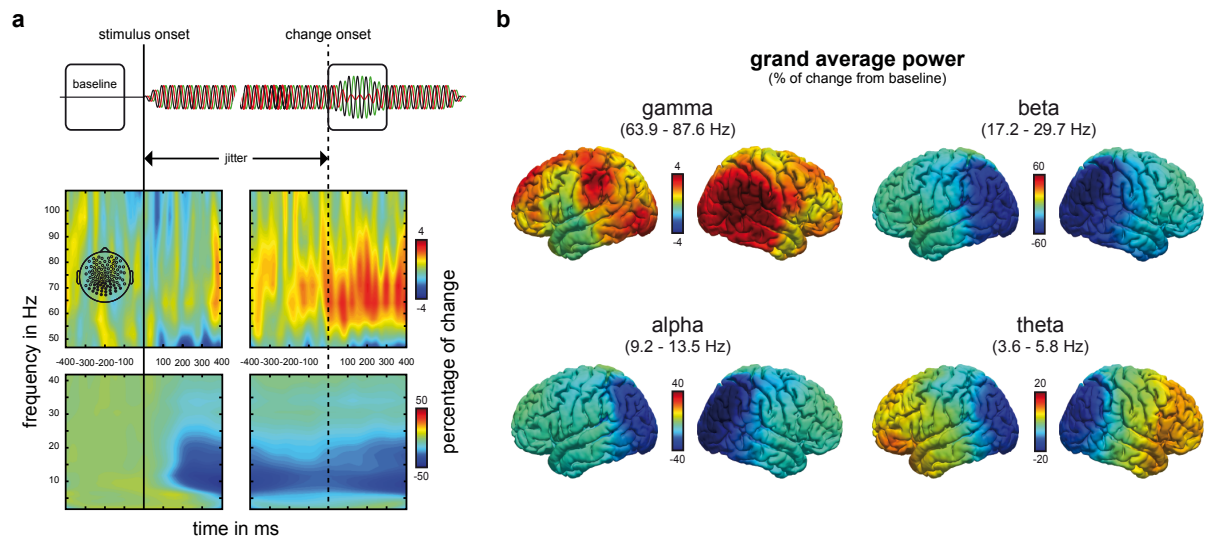 a
stimulus onset
change onset
baseline
jitter
100
90
80
70
60
50
4
-4
-400 -300 -200 -100 100 200 300 400
-400 -300 -200 -100 100 200 300 400
40
30
20
10
50
-50
frequency in Hz
percentage of change
time in ms
b
grand average power
(% of change from baseline)
gamma
(63.9 - 87.6 Hz)
4
-4
beta
(17.2 - 29.7 Hz)
60
-60
alpha
(9.2 - 13.5 Hz)
40
-40
theta
(3.6 - 5.8 Hz)
20
-20